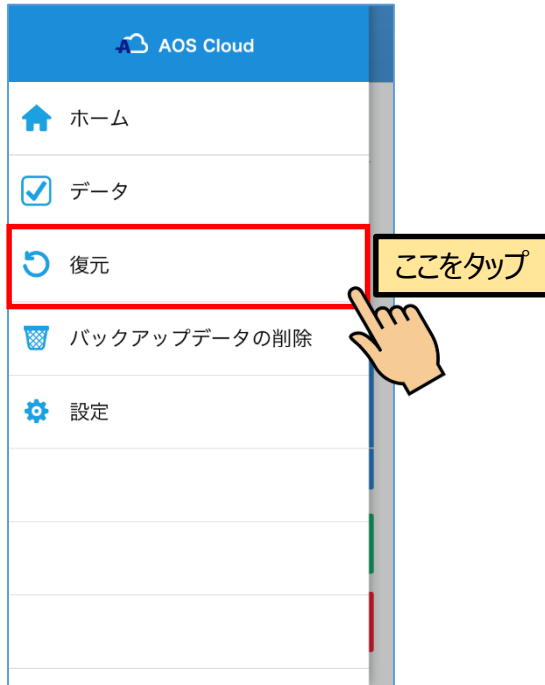 AOS Cloud
ホーム
データ
復元
ここをタップ
バックアップデータの削除
設定